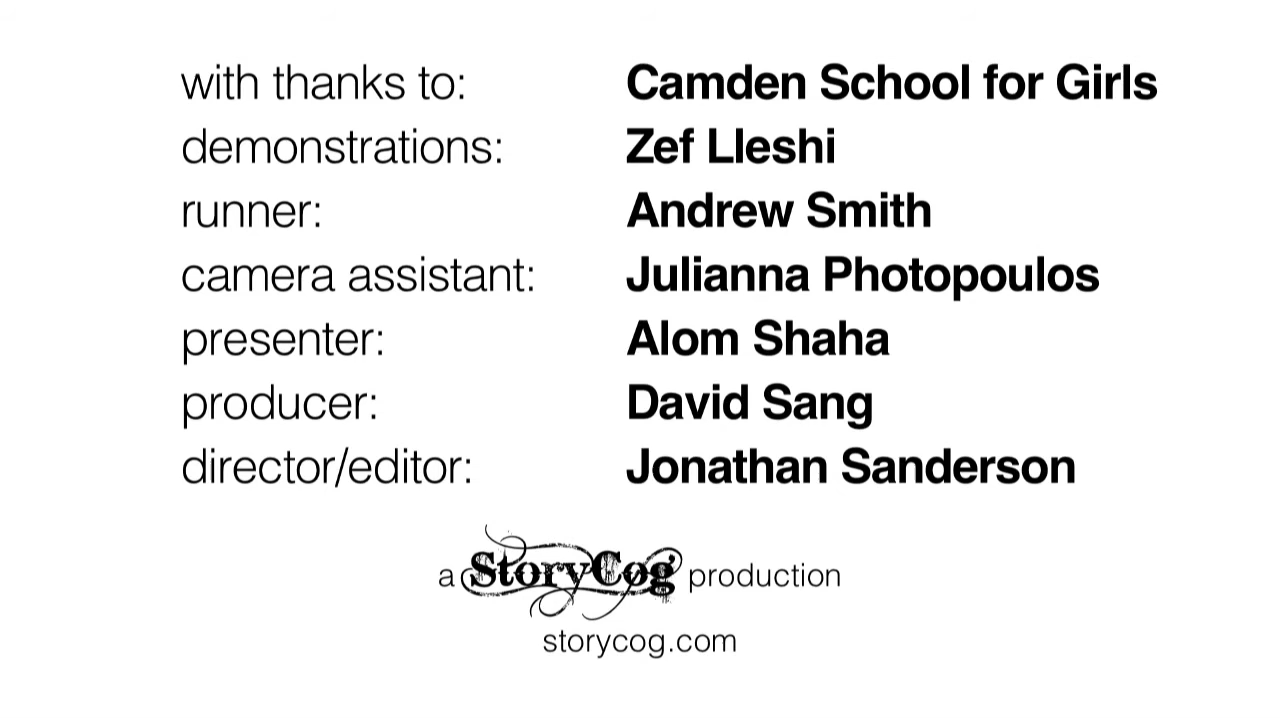 with thanks to: Camden School for Girls
demonstrations: Zef Lleshi
runner: Andrew Smith
camera assistant: Julianna Photopoulos
presenter: Alom Shaha
producer: David Sang
director/editor: Jonathan Sanderson
a StoryCog production
storycog.com